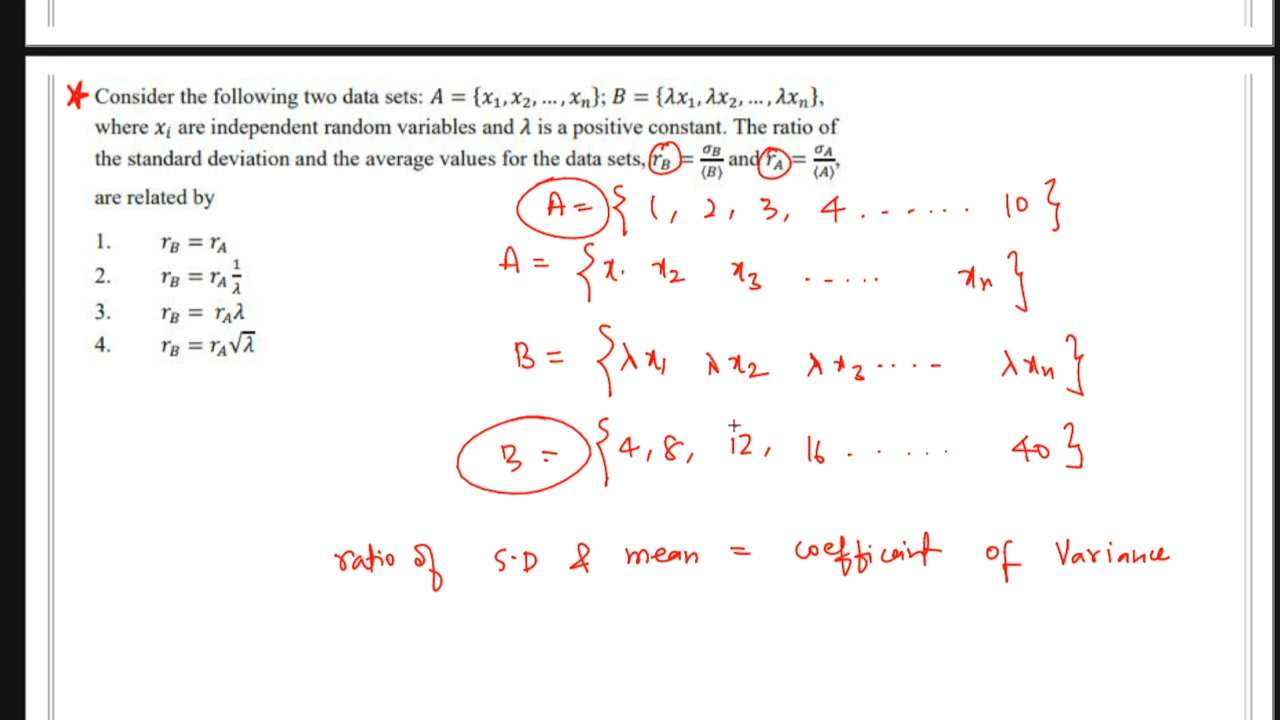 Consider the following two data sets: A = {x₁, x₂, ... , xₙ}; B = {λx₁, λx₂, ... , λxₙ},
where xᵢ are independent random variables and λ is a positive constant. The ratio of
the standard deviation and the average values for the data sets, r_B = σ_B/⟨B⟩ and r_A = σ_A/⟨A⟩,
are related by
1. r_B = r_A
2. r_B = r_A 1/λ
3. r_B = r_Aλ
4. r_B = r_A√λ
A = { 1, 2, 3, 4 ....... 10 }
A = { x. x₂ x₃ ..... xn }
B = { λx₁ λx₂ λx₃ .... λxn }
B = { 4, 8, 12, 16 ...... 40 }
ratio of S.D & mean = coefficaint of Variance